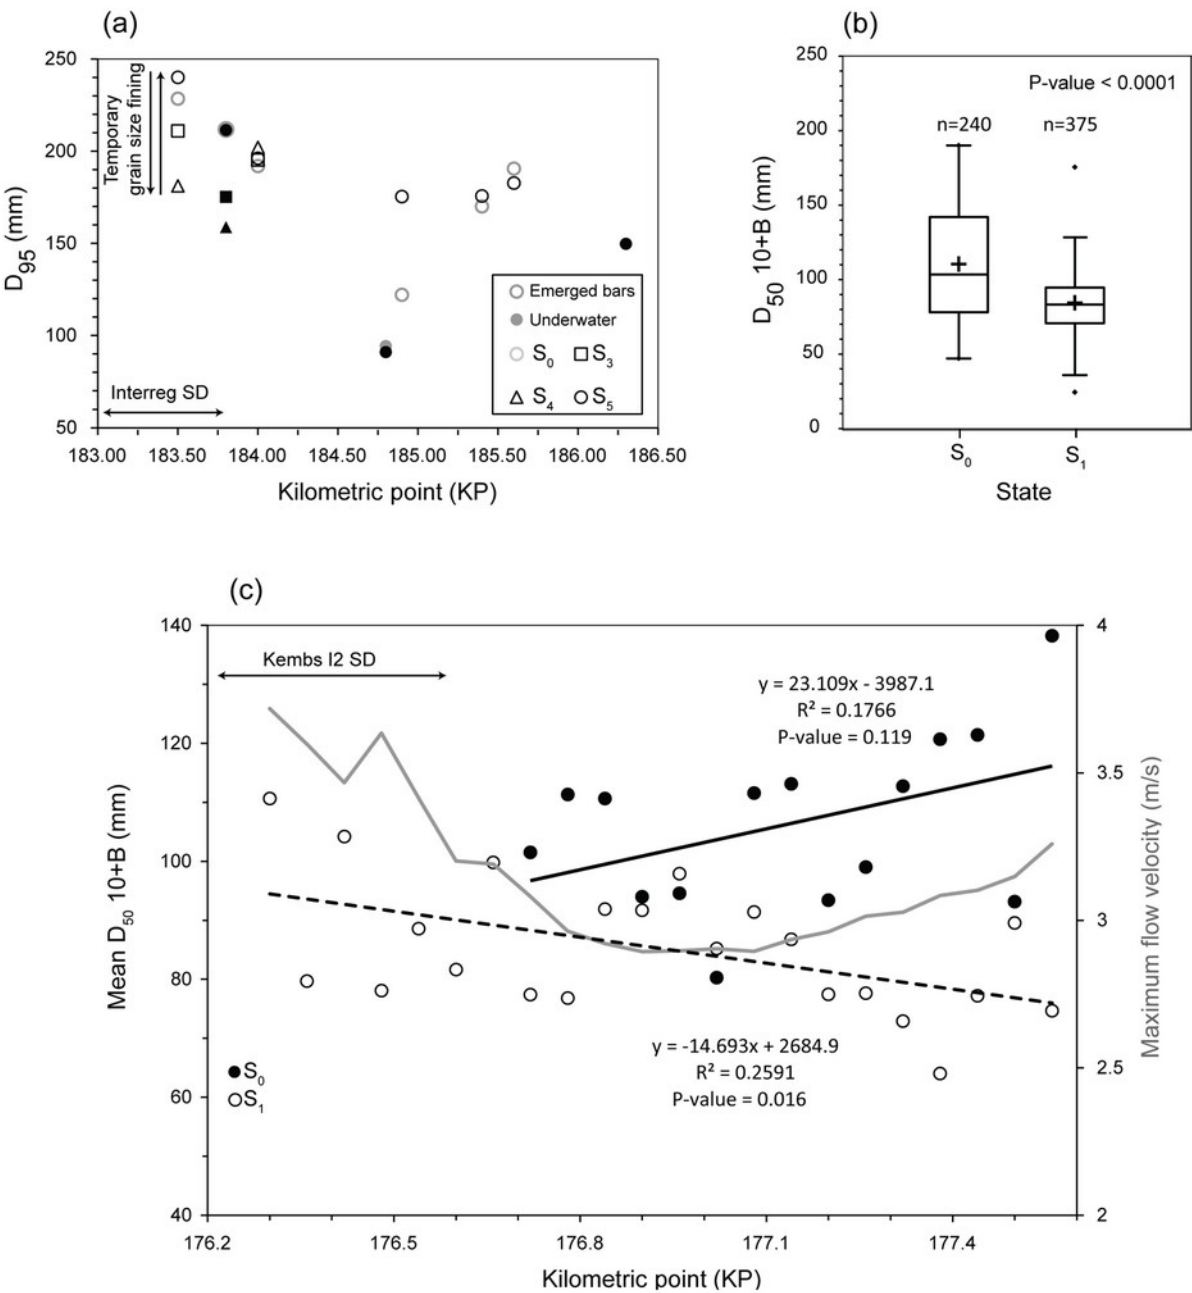 (a)
250
200
150
100
50
D95 (mm)
Temporary
grain size fining
Interreg SD
Emerged bars
Underwater
S0 S3
S4 S5
183.00 183.50 184.00 184.50 185.00 185.50 186.00 186.50
Kilometric point (KP)
(b)
250
200
150
100
50
0
D50 10+B (mm)
P-value < 0.0001
n=240 n=375
S0 S1
State
(c)
140
120
100
80
60
40
Mean D50 10+B (mm)
Kembs I2 SD
y = 23.109x - 3987.1
R² = 0.1766
P-value = 0.119
y = -14.693x + 2684.9
R² = 0.2591
P-value = 0.016
S0
S1
4
3.5
3
2.5
2
Maximum flow velocity (m/s)
176.2 176.5 176.8 177.1 177.4
Kilometric point (KP)